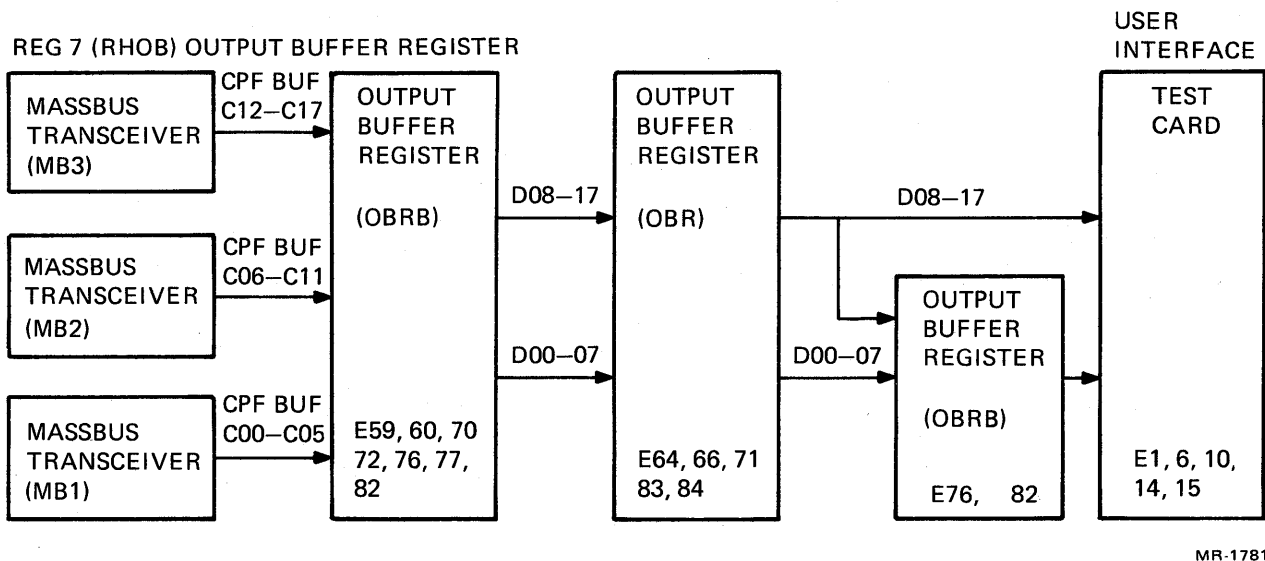 REG 7 (RHOB) OUTPUT BUFFER REGISTER
USER
INTERFACE
MASSBUS
TRANSCEIVER
(MB3)
CPF BUF
C12–C17
MASSBUS
TRANSCEIVER
(MB2)
CPF BUF
C06–C11
MASSBUS
TRANSCEIVER
(MB1)
CPF BUF
C00–C05
OUTPUT
BUFFER
REGISTER
(OBRB)
E59, 60, 70
72, 76, 77,
82
D08–17
D00–07
OUTPUT
BUFFER
REGISTER
(OBR)
E64, 66, 71
83, 84
D08–17
D00–07
OUTPUT
BUFFER
REGISTER
(OBRB)
E76, 82
TEST
CARD
E1, 6, 10,
14, 15
MR-1781